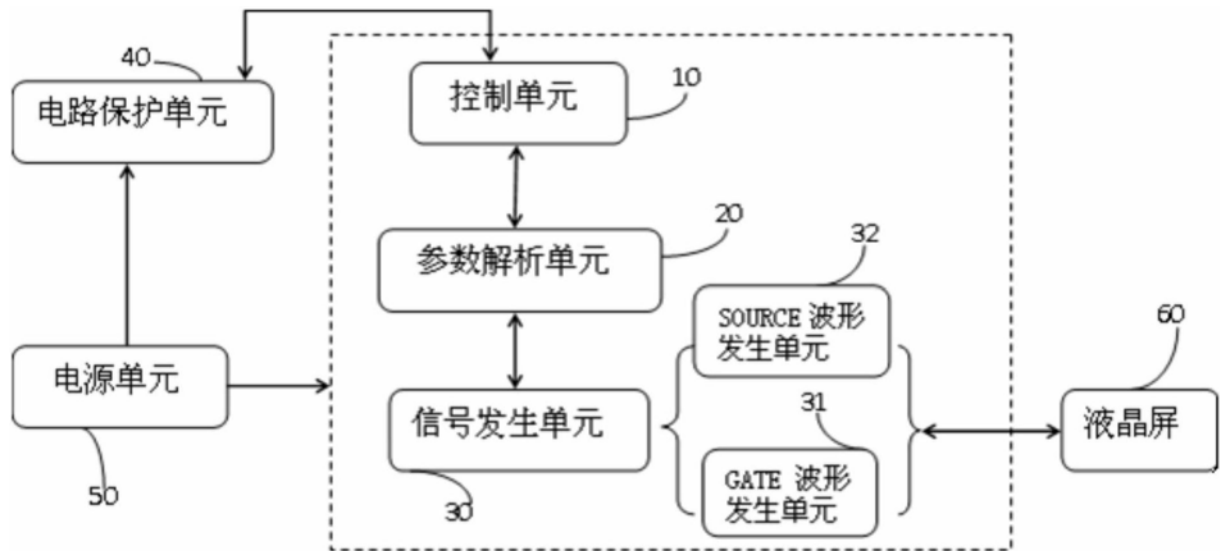 40
电路保护单元
控制单元
10
20
参数解析单元
32
SOURCE 波形
发生单元
60
电源单元
50
信号发生单元
30
31
GATE 波形
发生单元
液晶屏